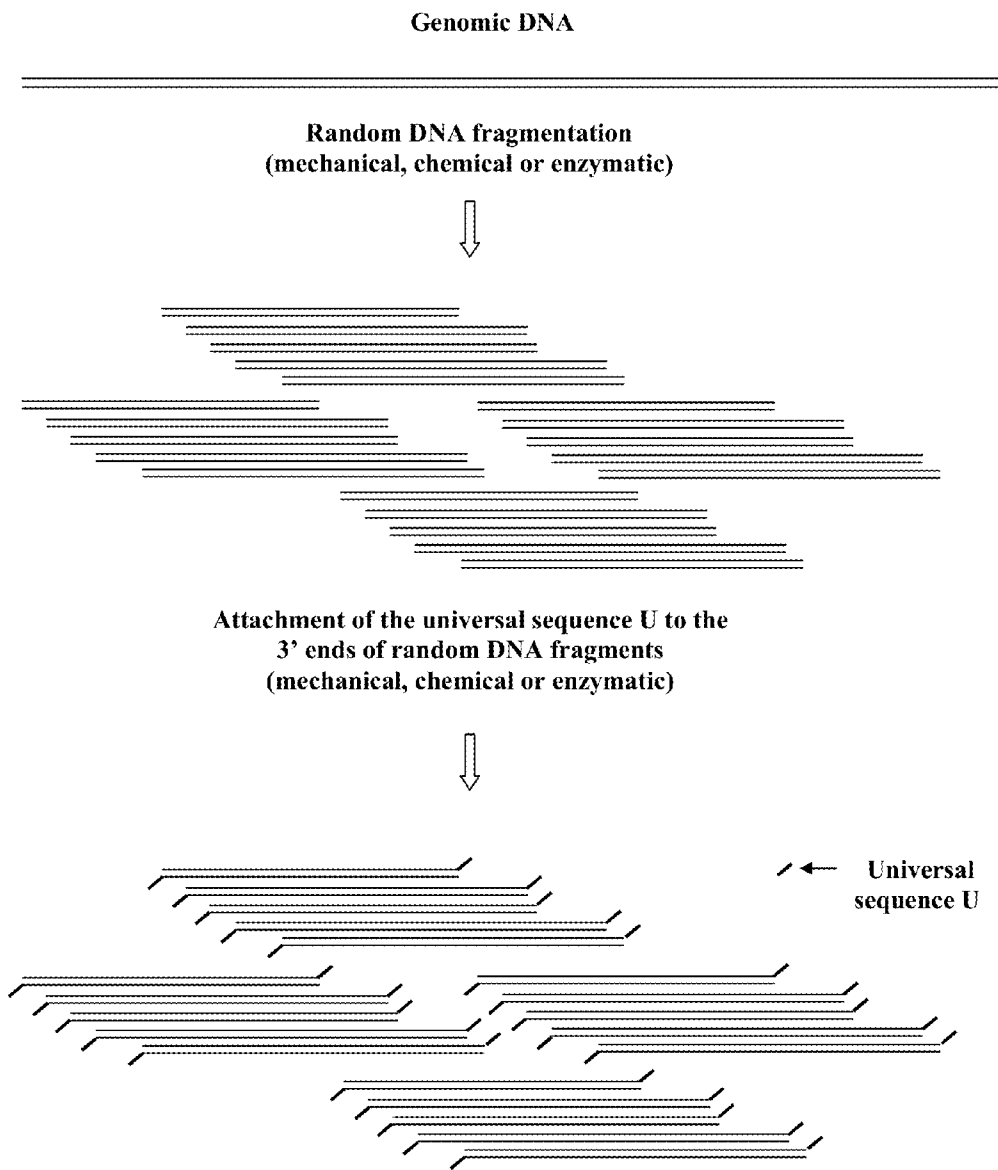 Genomic DNA
Random DNA fragmentation
(mechanical, chemical or enzymatic)
Attachment of the universal sequence U to the
3’ ends of random DNA fragments
(mechanical, chemical or enzymatic)
Universal
sequence U